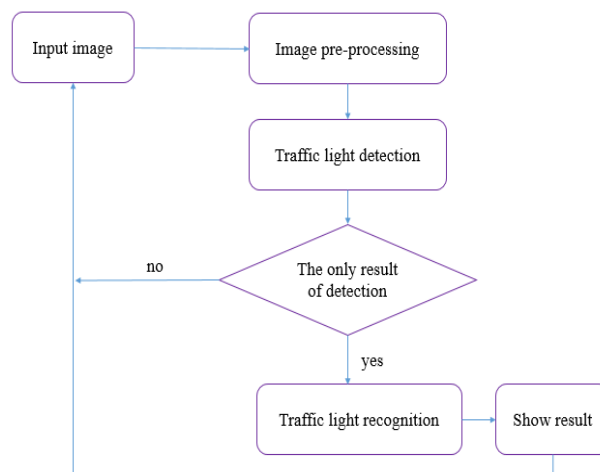 Input image
Image pre-processing
Traffic light detection
The only result
of detection
no
yes
Traffic light recognition
Show result